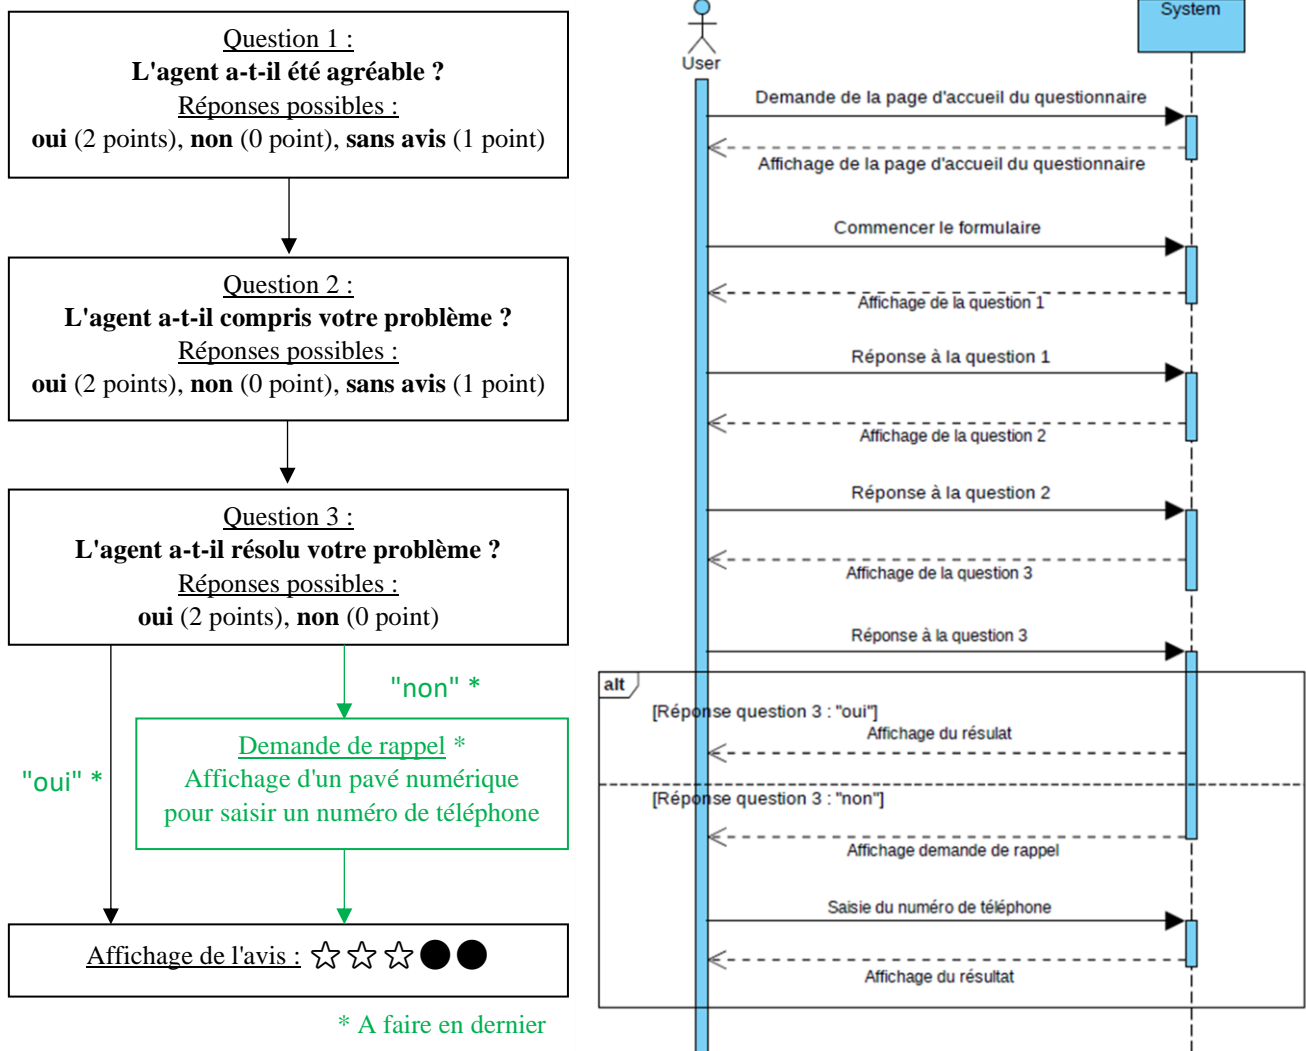 Question 1 :
L'agent a-t-il été agréable ?
Réponses possibles :
oui (2 points), non (0 point), sans avis (1 point)
Question 2 :
L'agent a-t-il compris votre problème ?
Réponses possibles :
oui (2 points), non (0 point), sans avis (1 point)
Question 3 :
L'agent a-t-il résolu votre problème ?
Réponses possibles :
oui (2 points), non (0 point)
"non" *
"oui" *
Demande de rappel *
Affichage d'un pavé numérique
pour saisir un numéro de téléphone
Affichage de l'avis :
* A faire en dernier
System
User
Demande de la page d'accueil du questionnaire
Affichage de la page d'accueil du questionnaire
Commencer le formulaire
Affichage de la question 1
Réponse à la question 1
Affichage de la question 2
Réponse à la question 2
Affichage de la question 3
Réponse à la question 3
alt
[Réponse question 3 : "oui"]
Affichage du résulat
[Réponse question 3 : "non"]
Affichage demande de rappel
Saisie du numéro de téléphone
Affichage du résultat